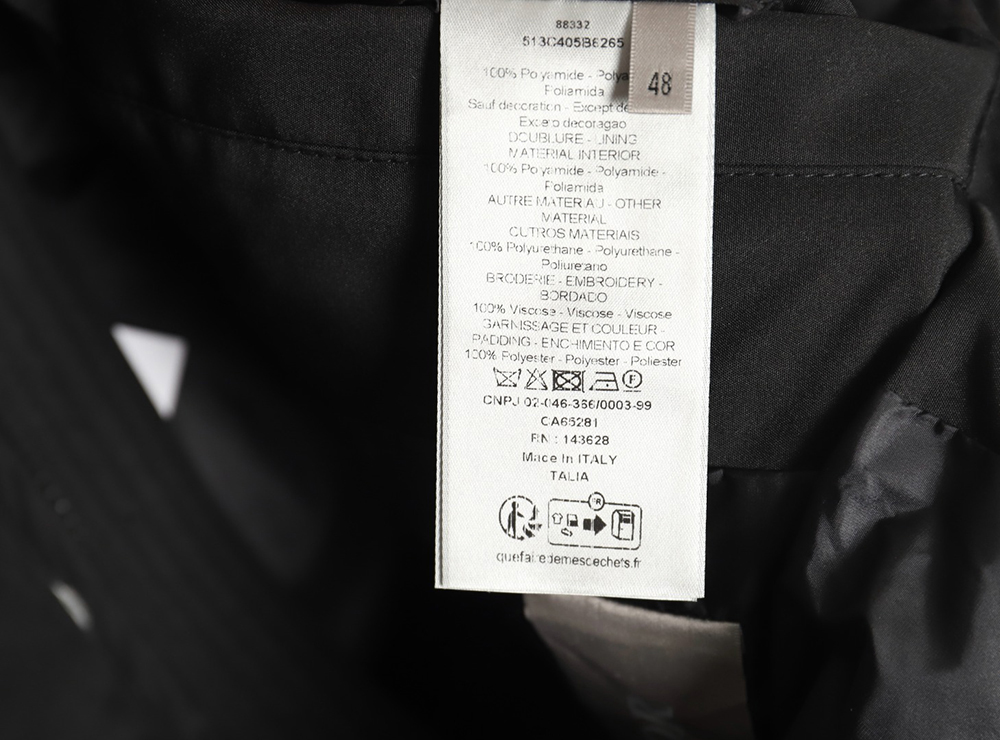 88332
513C405B6265
48
100% Polyamide - Polya
Poliamida
Sauf decoration - Except de
Exceto decoragao
DOUBLURE - LINING
MATERIAL INTERIOR
100% Polyamide - Polyamide -
Poliamida
AUTRE MATERIAU - OTHER
MATERIAL
OUTROS MATERIAIS
100% Polyurethane - Polyurethane -
Poliuretano
BRODERIE - EMBROIDERY -
BORDADO
100% Viscose - Viscose - Viscose
GARNISSAGE ET COULEUR -
PADDING - ENCHIMENTO E COR
100% Polyester - Polyester - Poliester
F
CNPJ 02-046-366/0003-99
CA66281
RN : 143628
Made In ITALY
TALIA
FR
quefairedemesdechets.fr